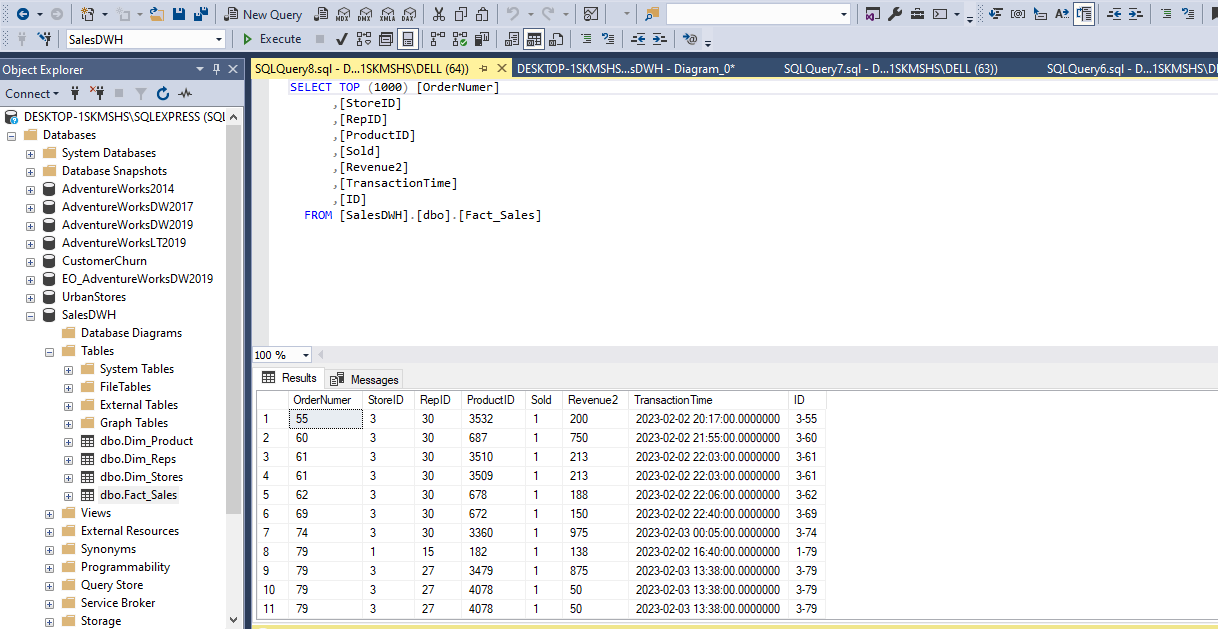 New Query MDX DMX XMLA DAX
SalesDWH Execute
Object Explorer
Connect
DESKTOP-1SKMSHS\SQLEXPRESS (SQL
Databases
System Databases
Database Snapshots
AdventureWorks2014
AdventureWorksDW2017
AdventureWorksDW2019
AdventureWorksLT2019
CustomerChurn
EO_AdventureWorksDW2019
UrbanStores
SalesDWH
Database Diagrams
Tables
System Tables
FileTables
External Tables
Graph Tables
dbo.Dim_Product
dbo.Dim_Reps
dbo.Dim_Stores
dbo.Fact_Sales
Views
External Resources
Synonyms
Programmability
Query Store
Service Broker
Storage
SQLQuery8.sql - D...1SKMSHS\DELL (64)) DESKTOP-1SKMSHS...sDWH - Diagram_0* SQLQuery7.sql - D...1SKMSHS\DELL (63)) SQLQuery6.sql - D...1SKMSHS\D
SELECT TOP (1000) [OrderNumer]
,[StoreID]
,[RepID]
,[ProductID]
,[Sold]
,[Revenue2]
,[TransactionTime]
,[ID]
FROM [SalesDWH].[dbo].[Fact_Sales]
100 %
Results Messages
OrderNumer StoreID RepID ProductID Sold Revenue2 TransactionTime ID
1 55 3 30 3532 1 200 2023-02-02 20:17:00.0000000 3-55
2 60 3 30 687 1 750 2023-02-02 21:55:00.0000000 3-60
3 61 3 30 3510 1 213 2023-02-02 22:03:00.0000000 3-61
4 61 3 30 3509 1 213 2023-02-02 22:03:00.0000000 3-61
5 62 3 30 678 1 188 2023-02-02 22:06:00.0000000 3-62
6 69 3 30 672 1 150 2023-02-02 22:40:00.0000000 3-69
7 74 3 30 3360 1 975 2023-02-03 00:05:00.0000000 3-74
8 79 1 15 182 1 138 2023-02-02 16:40:00.0000000 1-79
9 79 3 27 3479 1 875 2023-02-03 13:38:00.0000000 3-79
10 79 3 27 4078 1 50 2023-02-03 13:38:00.0000000 3-79
11 79 3 27 4078 1 50 2023-02-03 13:38:00.0000000 3-79